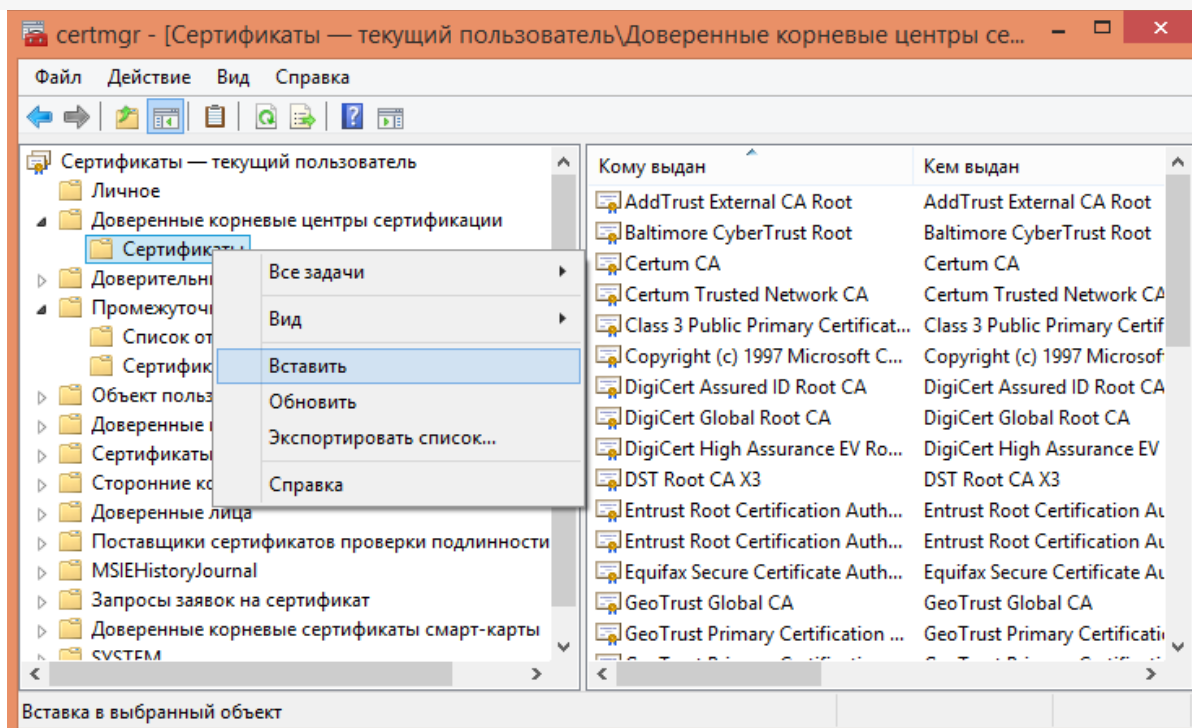 certmgr - [Сертификаты — текущий пользователь\Доверенные корневые центры се...
Файл Действие Вид Справка
Сертификаты — текущий пользователь
Личное
Доверенные корневые центры сертификации
Сертификаты
Доверительн
Промежуточ
Список от
Сертифик
Объект польз
Доверенные
Сертификаты
Сторонние ко
Доверенные лица
Поставщики сертификатов проверки подлинности
MSIEHistoryJournal
Запросы заявок на сертификат
Доверенные корневые сертификаты смарт-карты
SYSTEM
Все задачи
Вид
Вставить
Обновить
Экспортировать список...
Справка
Кому выдан Кем выдан
AddTrust External CA Root AddTrust External CA Root
Baltimore CyberTrust Root Baltimore CyberTrust Root
Certum CA Certum CA
Certum Trusted Network CA Certum Trusted Network CA
Class 3 Public Primary Certificat... Class 3 Public Primary Certif
Copyright (c) 1997 Microsoft C... Copyright (c) 1997 Microsof
DigiCert Assured ID Root CA DigiCert Assured ID Root CA
DigiCert Global Root CA DigiCert Global Root CA
DigiCert High Assurance EV Ro... DigiCert High Assurance EV
DST Root CA X3 DST Root CA X3
Entrust Root Certification Auth... Entrust Root Certification Au
Entrust Root Certification Auth... Entrust Root Certification Au
Equifax Secure Certificate Auth... Equifax Secure Certificate Au
GeoTrust Global CA GeoTrust Global CA
GeoTrust Primary Certification ... GeoTrust Primary Certificati
Вставка в выбранный объект